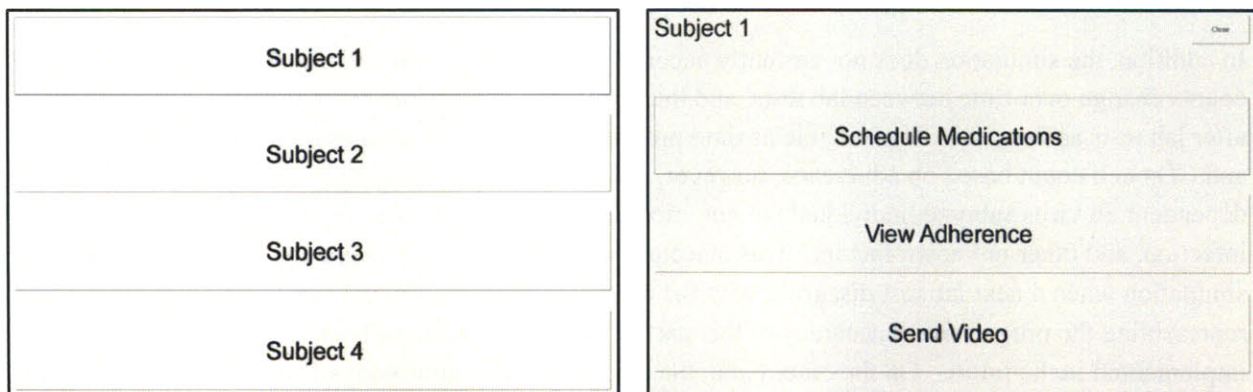 Subject 1
Subject 2
Subject 3
Subject 4
Subject 1
Close
Schedule Medications
View Adherence
Send Video